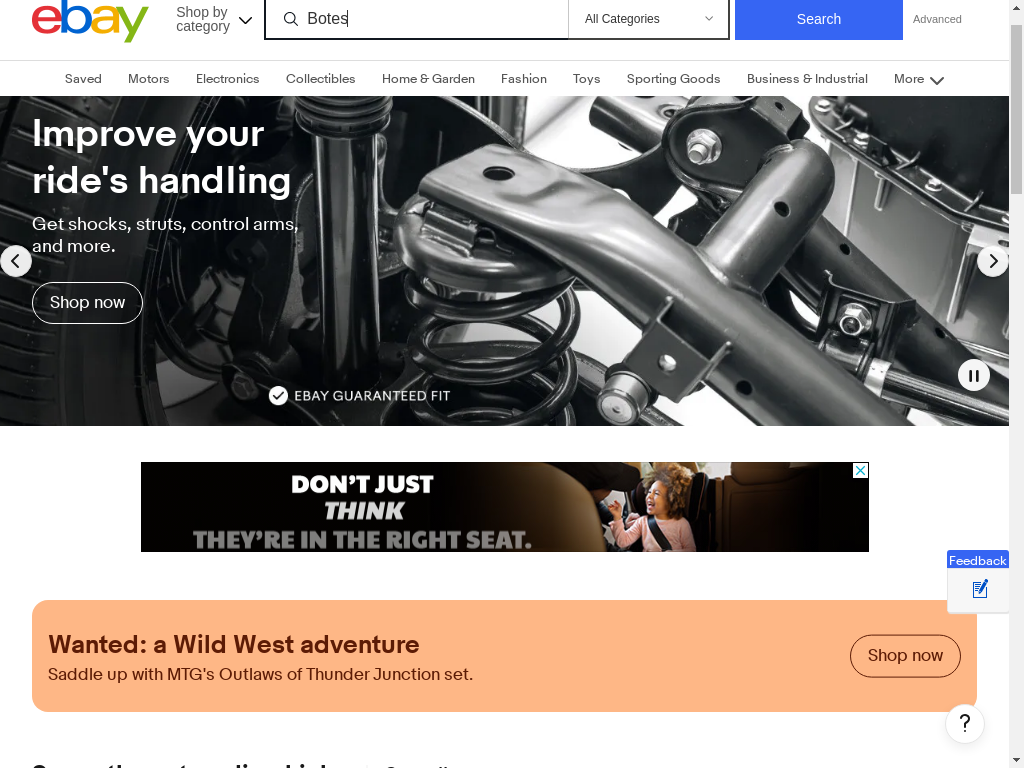 ebay
Shop by
category
Botes
All Categories
Search
Advanced
Saved
Motors
Electronics
Collectibles
Home & Garden
Fashion
Toys
Sporting Goods
Business & Industrial
More
Improve your
ride's handling
Get shocks, struts, control arms,
and more.
Shop now
EBAY GUARANTEED FIT
DON'T JUST
THINK
THEY'RE IN THE RIGHT SEAT.
Feedback
Wanted: a Wild West adventure
Saddle up with MTG's Outlaws of Thunder Junction set.
Shop now
?